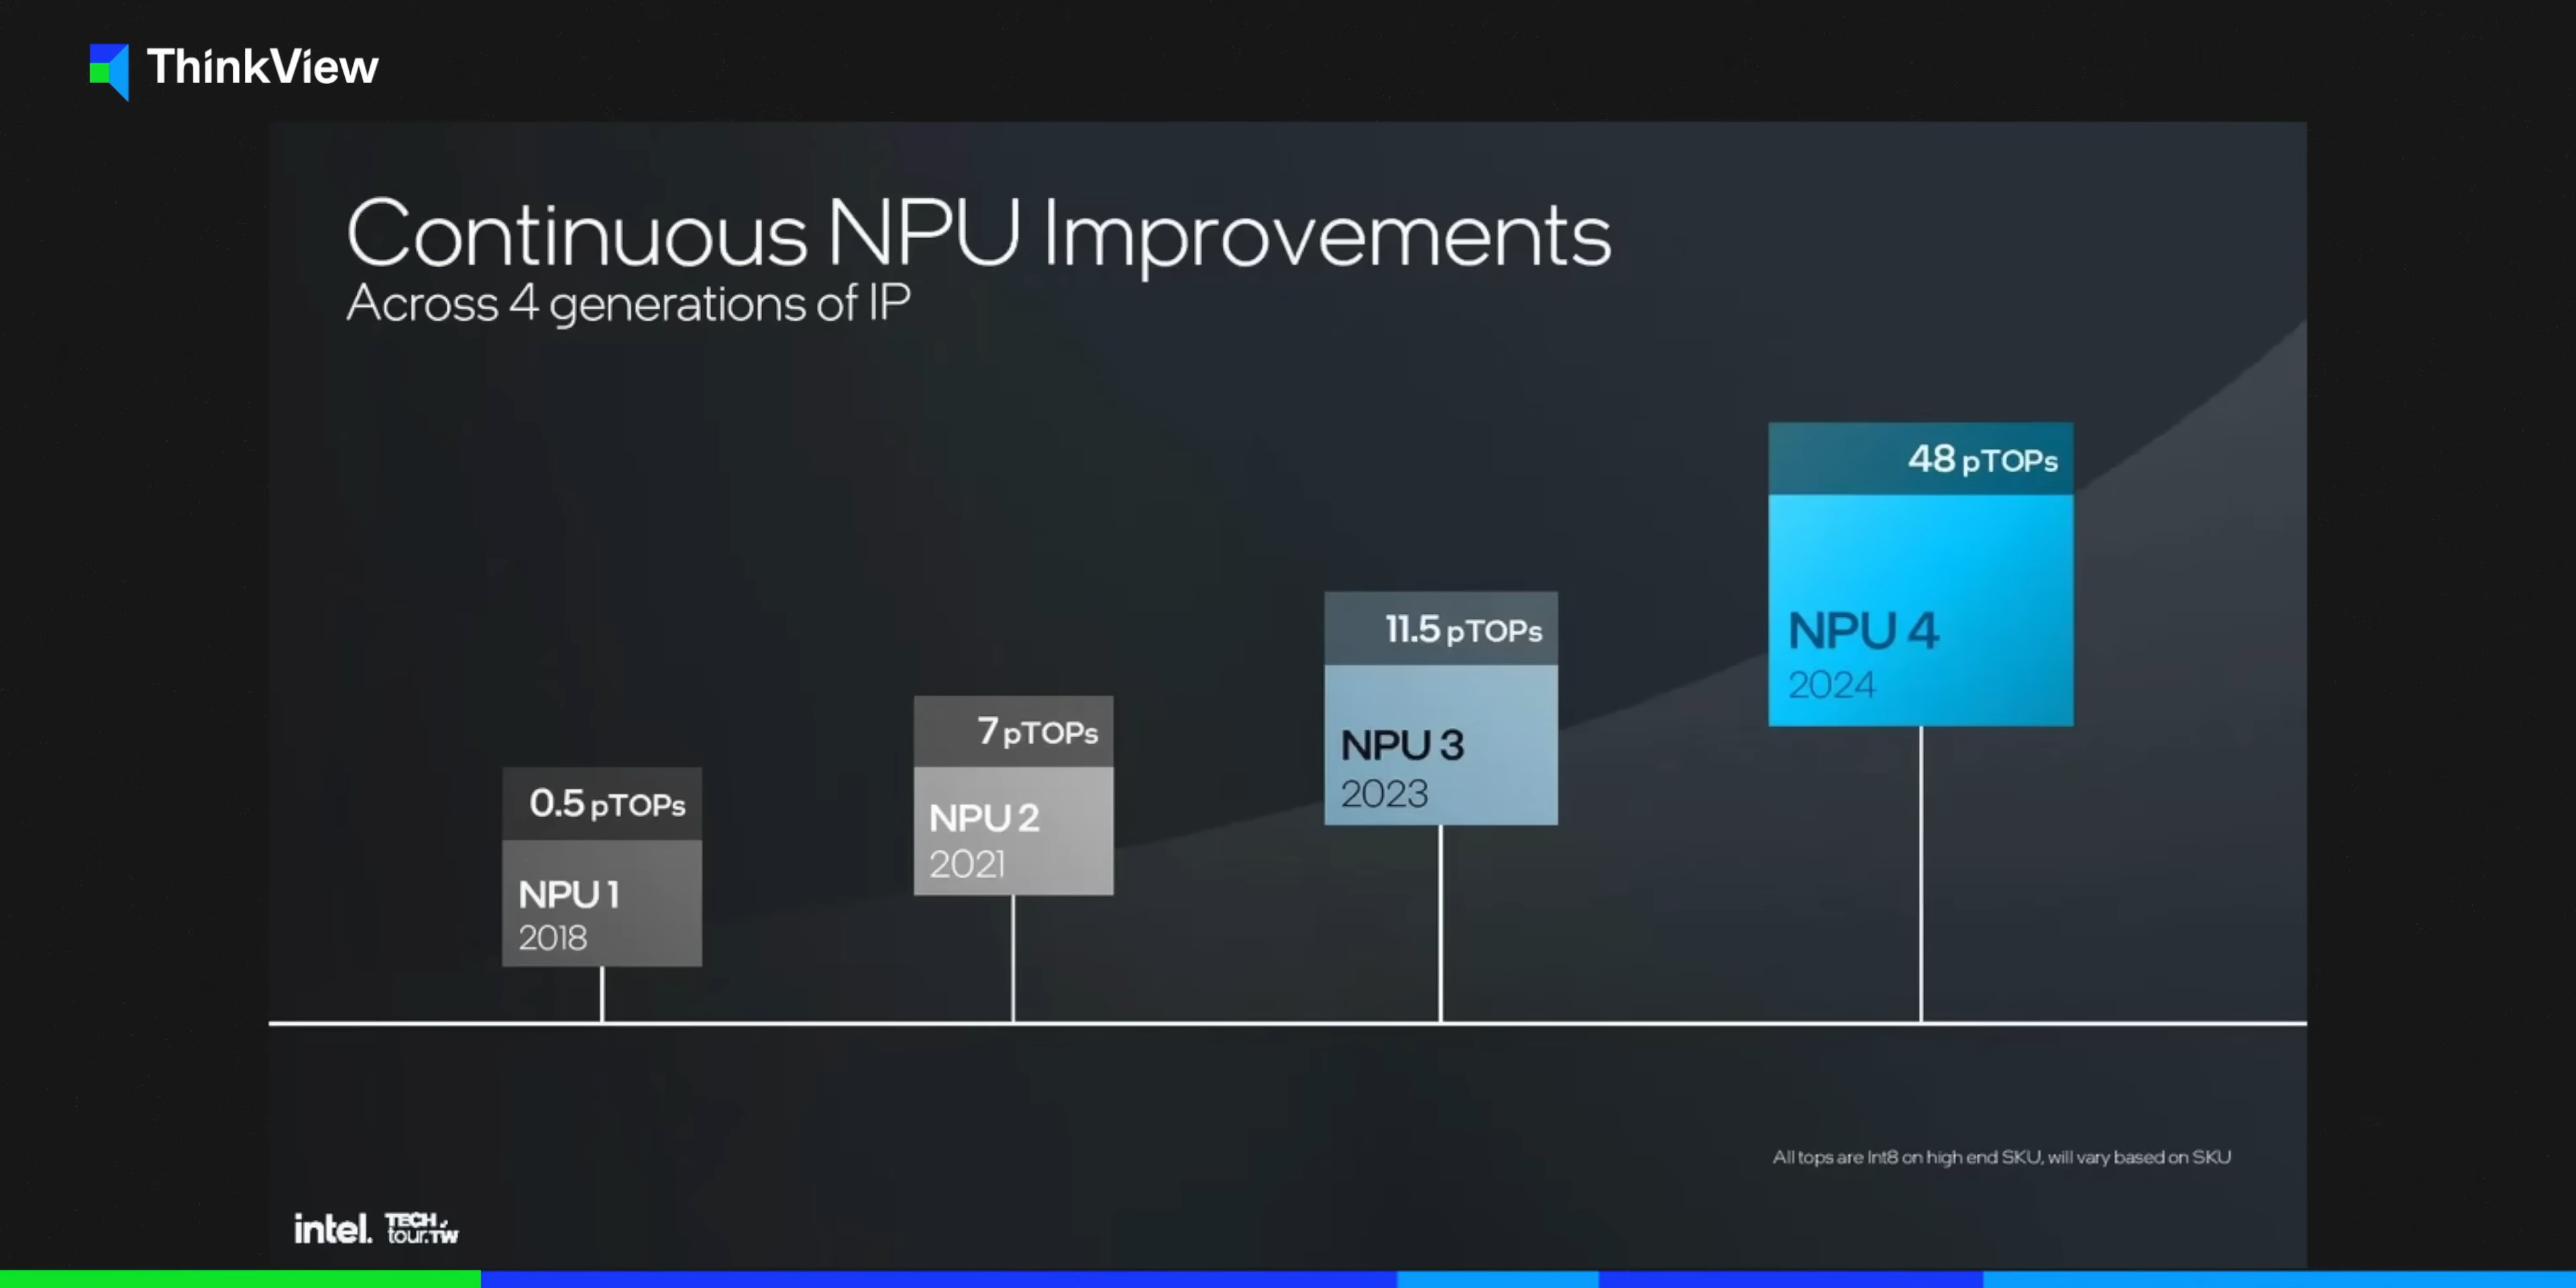 ThinkView
Continuous NPU Improvements
Across 4 generations of IP
0.5 pTOPs
NPU 1
2018
7 pTOPs
NPU 2
2021
11.5 pTOPs
NPU 3
2023
48 pTOPs
NPU 4
2024
All tops are Int8 on high end SKU, will vary based on SKU
intel. TECH
tour.TW